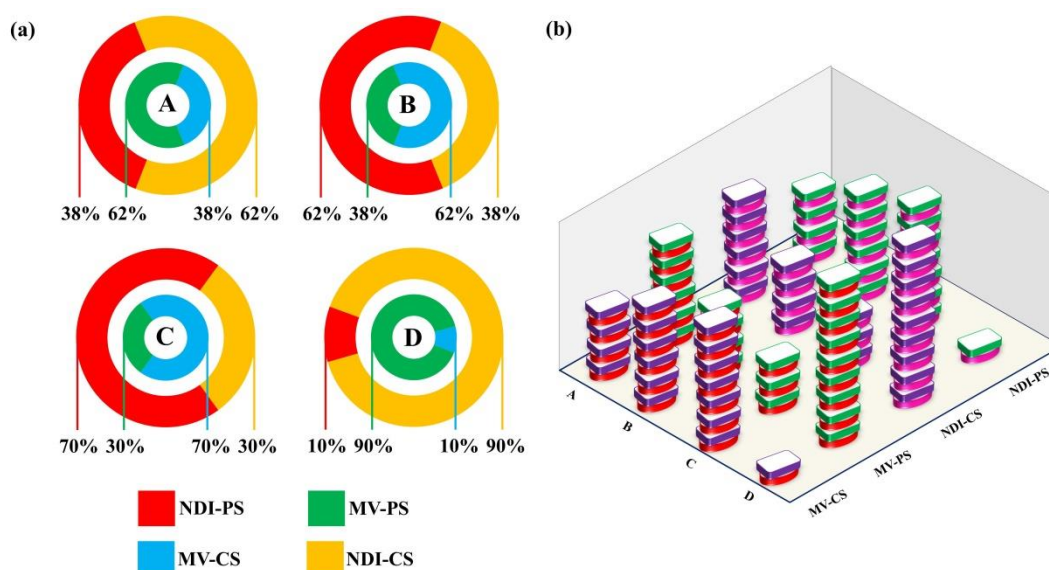 (a)
A
38% 62% 38% 62%
B
62% 38% 62% 38%
C
70% 30% 70% 30%
D
10% 90% 10% 90%
NDI-PS
MV-PS
MV-CS
NDI-CS
(b)
A
B
C
D
MV-CS
MV-PS
NDI-CS
NDI-PS